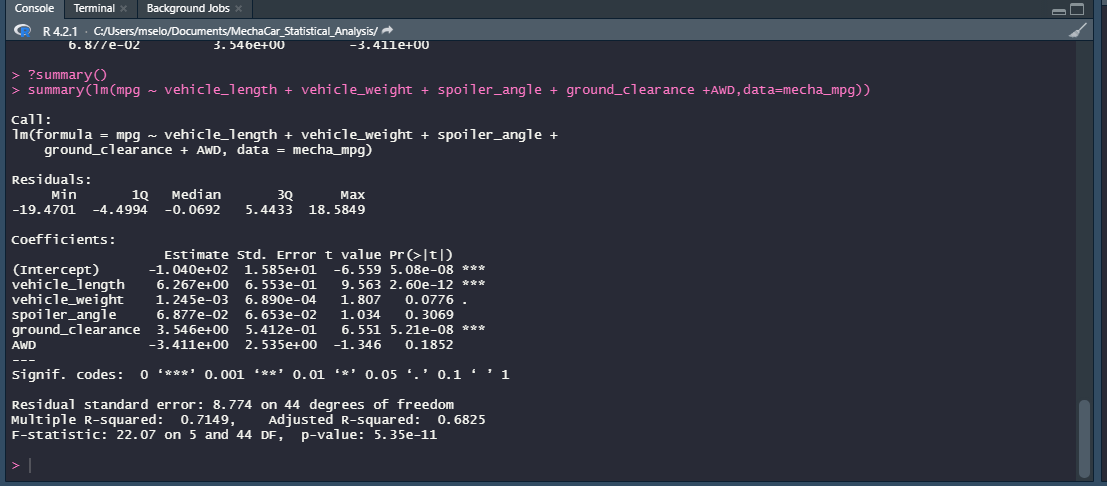 Console Terminal × Background Jobs ×
R 4.2.1 · C:/Users/mselo/Documents/MechaCar_Statistical_Analysis/
6.877e-02 3.546e+00 -3.411e+00
> ?summary()
> summary(lm(mpg ~ vehicle_length + vehicle_weight + spoiler_angle + ground_clearance +AWD,data=mecha_mpg))
Call:
lm(formula = mpg ~ vehicle_length + vehicle_weight + spoiler_angle +
ground_clearance + AWD, data = mecha_mpg)
Residuals:
Min 1Q Median 3Q Max
-19.4701 -4.4994 -0.0692 5.4433 18.5849
Coefficients:
Estimate Std. Error t value Pr(>|t|)
(Intercept) -1.040e+02 1.585e+01 -6.559 5.08e-08 ***
vehicle_length 6.267e+00 6.553e-01 9.563 2.60e-12 ***
vehicle_weight 1.245e-03 6.890e-04 1.807 0.0776 .
spoiler_angle 6.877e-02 6.653e-02 1.034 0.3069
ground_clearance 3.546e+00 5.412e-01 6.551 5.21e-08 ***
AWD -3.411e+00 2.535e+00 -1.346 0.1852
---
Signif. codes: 0 ‘***’ 0.001 ‘**’ 0.01 ‘*’ 0.05 ‘.’ 0.1 ‘ ’ 1
Residual standard error: 8.774 on 44 degrees of freedom
Multiple R-squared: 0.7149, Adjusted R-squared: 0.6825
F-statistic: 22.07 on 5 and 44 DF, p-value: 5.35e-11
>